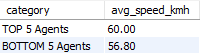 category avg_speed_kmh
TOP 5 Agents 60.00
BOTTOM 5 Agents 56.80